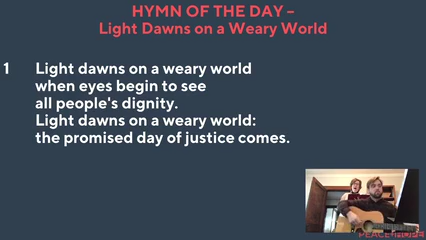 HYMN OF THE DAY –
Light Dawns on a Weary World
1 Light dawns on a weary world
when eyes begin to see
all people's dignity.
Light dawns on a weary world:
the promised day of justice comes.